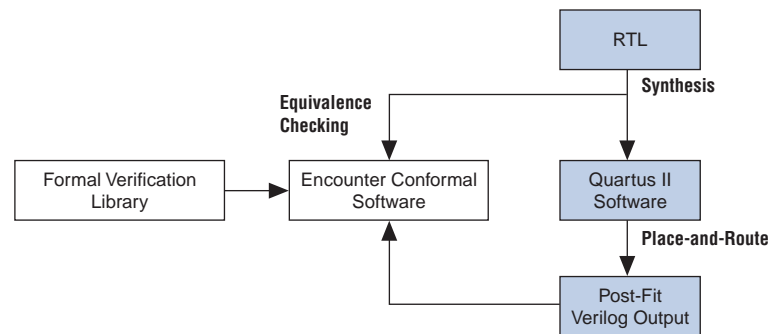 RTL
Synthesis
Equivalence
Checking
Formal Verification
Library
Encounter Conformal
Software
Quartus II
Software
Place-and-Route
Post-Fit
Verilog Output